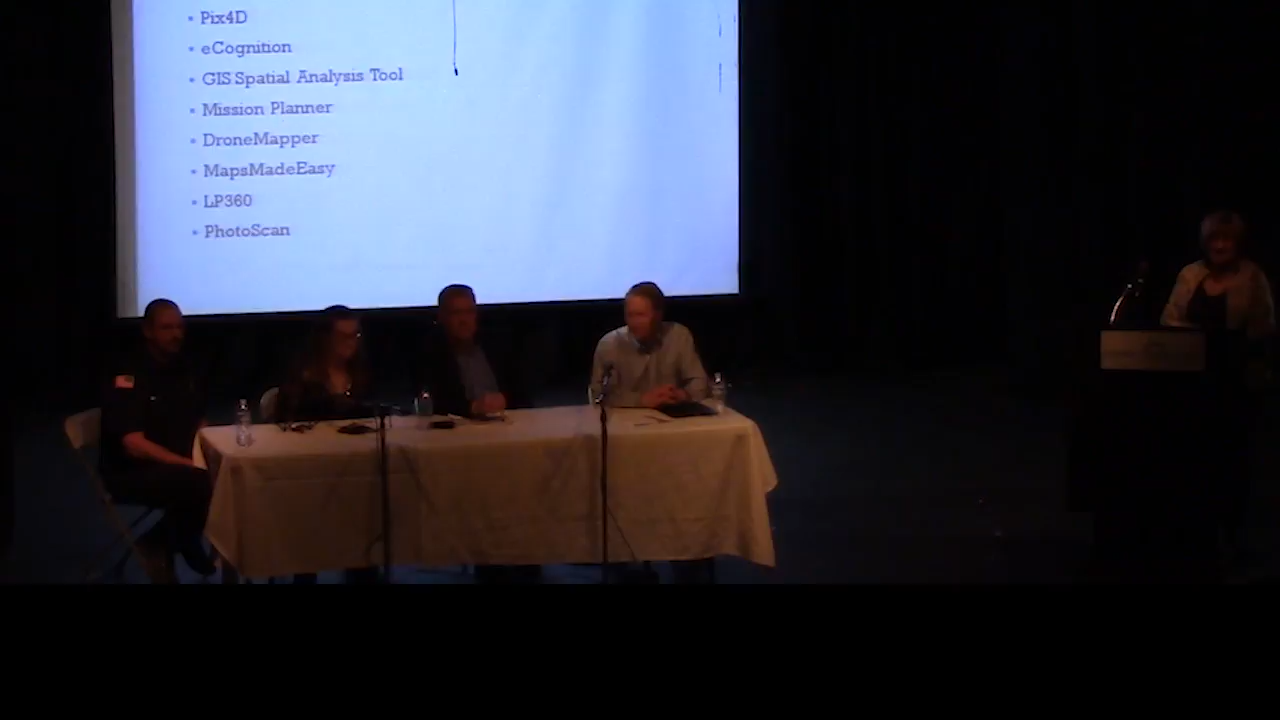 • Pix4D
• eCognition
• GIS Spatial Analysis Tool
• Mission Planner
• DroneMapper
• MapsMadeEasy
• LP360
• PhotoScan